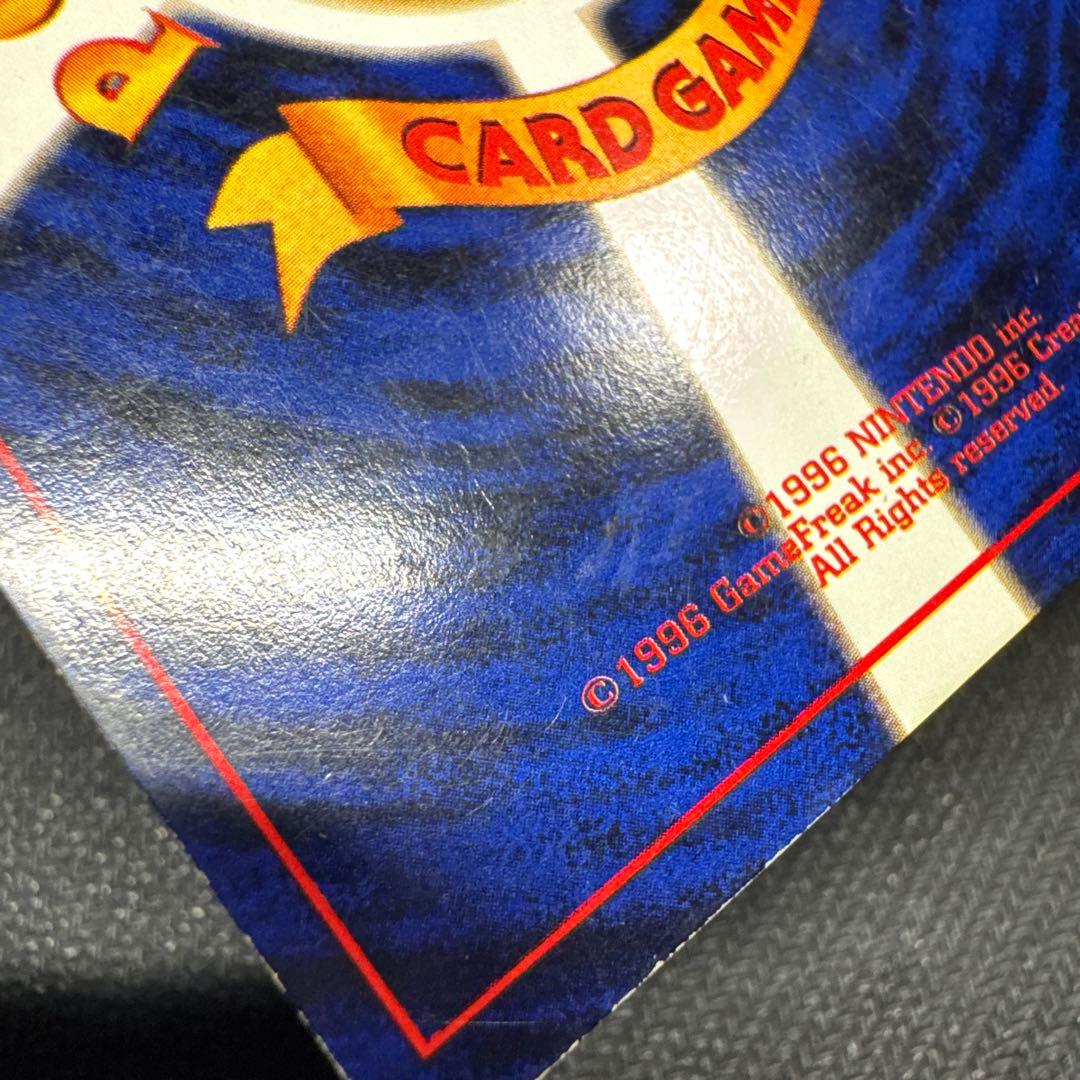 CARD GAM
©1996 NINTENDO inc.
©1996 GameFreak inc. ©1996 Crea
All Rights reserved.